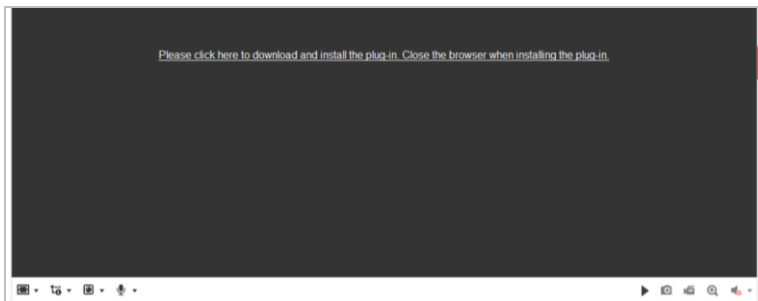 Please click here to download and install the plug-in. Close the browser when installing the plug-in.